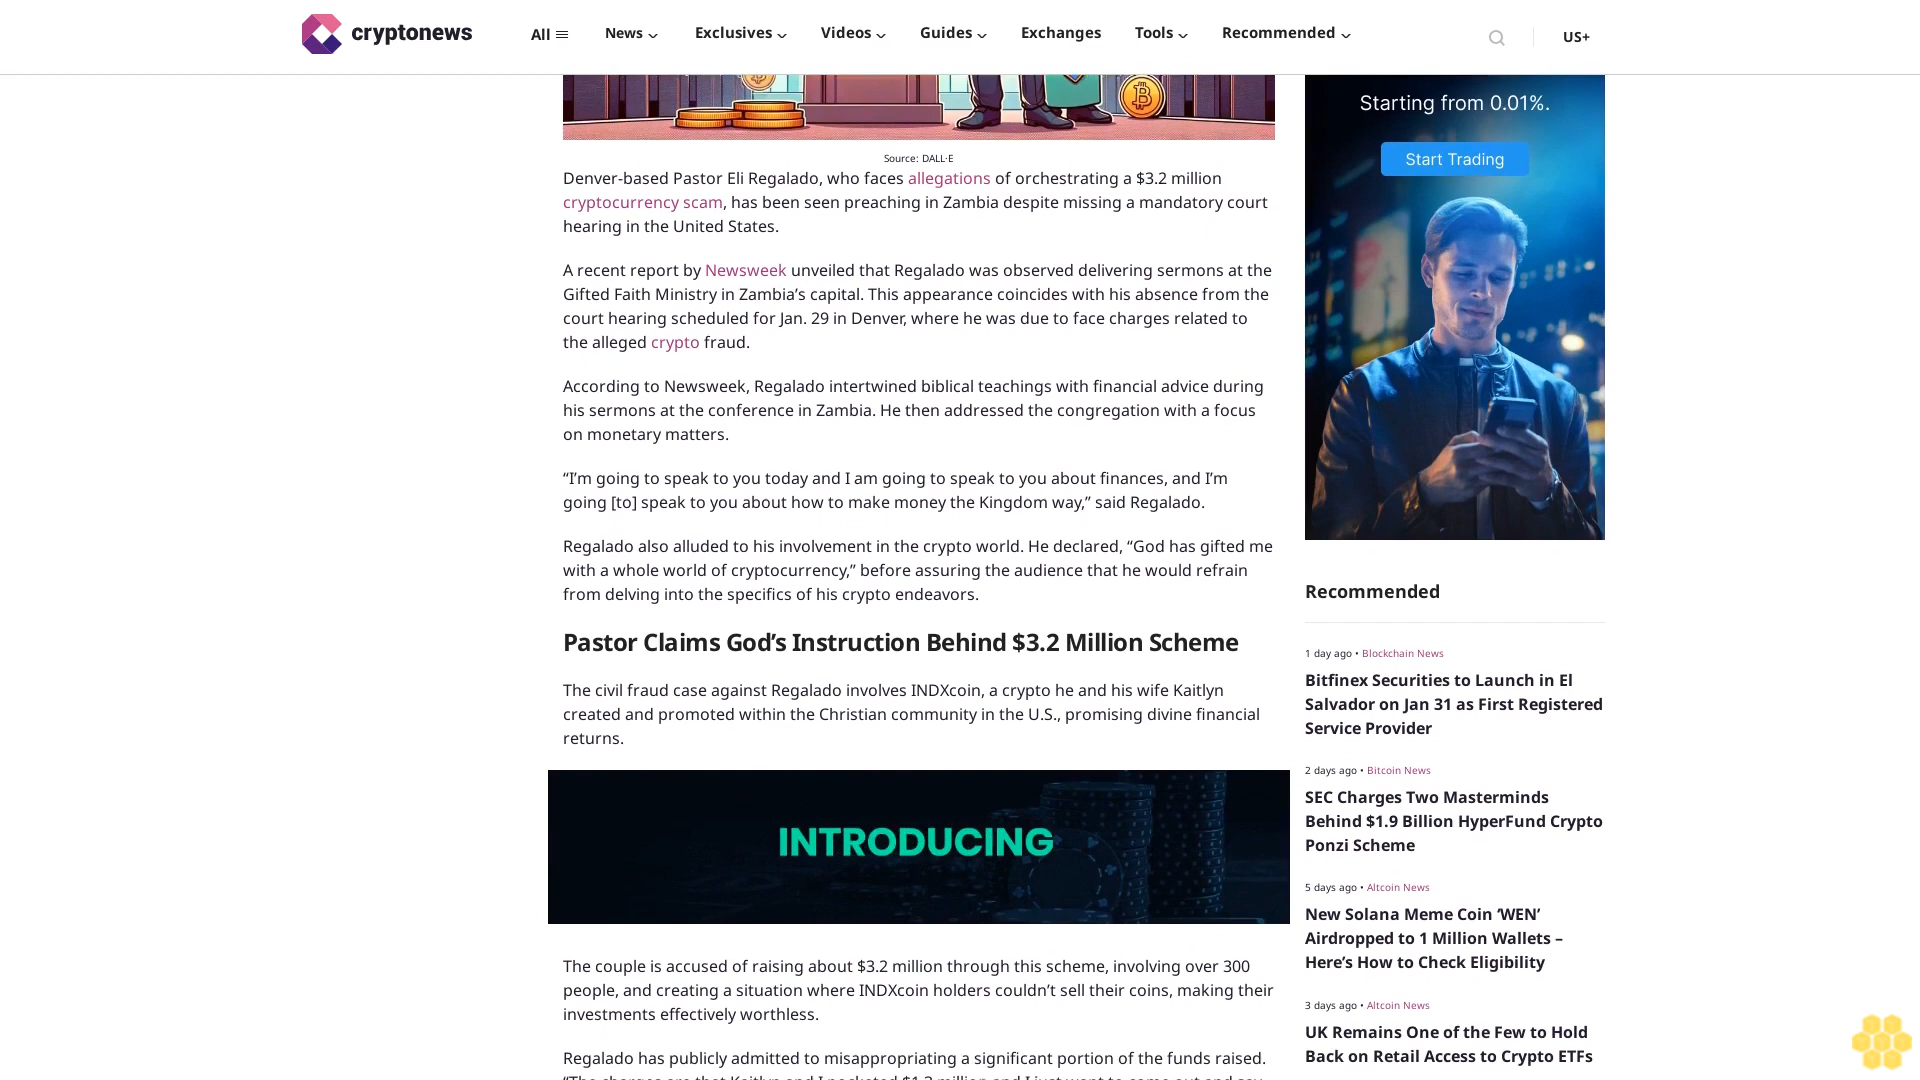 cryptonews
All
News
Exclusives
Videos
Guides
Exchanges
Tools
Recommended
US+
Source: DALL·E
Denver-based Pastor Eli Regalado, who faces allegations of orchestrating a $3.2 million
cryptocurrency scam, has been seen preaching in Zambia despite missing a mandatory court
hearing in the United States.
A recent report by Newsweek unveiled that Regalado was observed delivering sermons at the
Gifted Faith Ministry in Zambia’s capital. This appearance coincides with his absence from the
court hearing scheduled for Jan. 29 in Denver, where he was due to face charges related to
the alleged crypto fraud.
According to Newsweek, Regalado intertwined biblical teachings with financial advice during
his sermons at the conference in Zambia. He then addressed the congregation with a focus
on monetary matters.
“I’m going to speak to you today and I am going to speak to you about finances, and I’m
going [to] speak to you about how to make money the Kingdom way,” said Regalado.
Regalado also alluded to his involvement in the crypto world. He declared, “God has gifted me
with a whole world of cryptocurrency,” before assuring the audience that he would refrain
from delving into the specifics of his crypto endeavors.
Pastor Claims God’s Instruction Behind $3.2 Million Scheme
The civil fraud case against Regalado involves INDXcoin, a crypto he and his wife Kaitlyn
created and promoted within the Christian community in the U.S., promising divine financial
returns.
INTRODUCING
The couple is accused of raising about $3.2 million through this scheme, involving over 300
people, and creating a situation where INDXcoin holders couldn’t sell their coins, making their
investments effectively worthless.
Regalado has publicly admitted to misappropriating a significant portion of the funds raised.
“The charges are that Kaitlyn and I pocketed $1.3 million and I just want to come out and say
Starting from 0.01%.
Start Trading
Recommended
1 day ago • Blockchain News
Bitfinex Securities to Launch in El
Salvador on Jan 31 as First Registered
Service Provider
2 days ago • Bitcoin News
SEC Charges Two Masterminds
Behind $1.9 Billion HyperFund Crypto
Ponzi Scheme
5 days ago • Altcoin News
New Solana Meme Coin ‘WEN’
Airdropped to 1 Million Wallets –
Here’s How to Check Eligibility
3 days ago • Altcoin News
UK Remains One of the Few to Hold
Back on Retail Access to Crypto ETFs